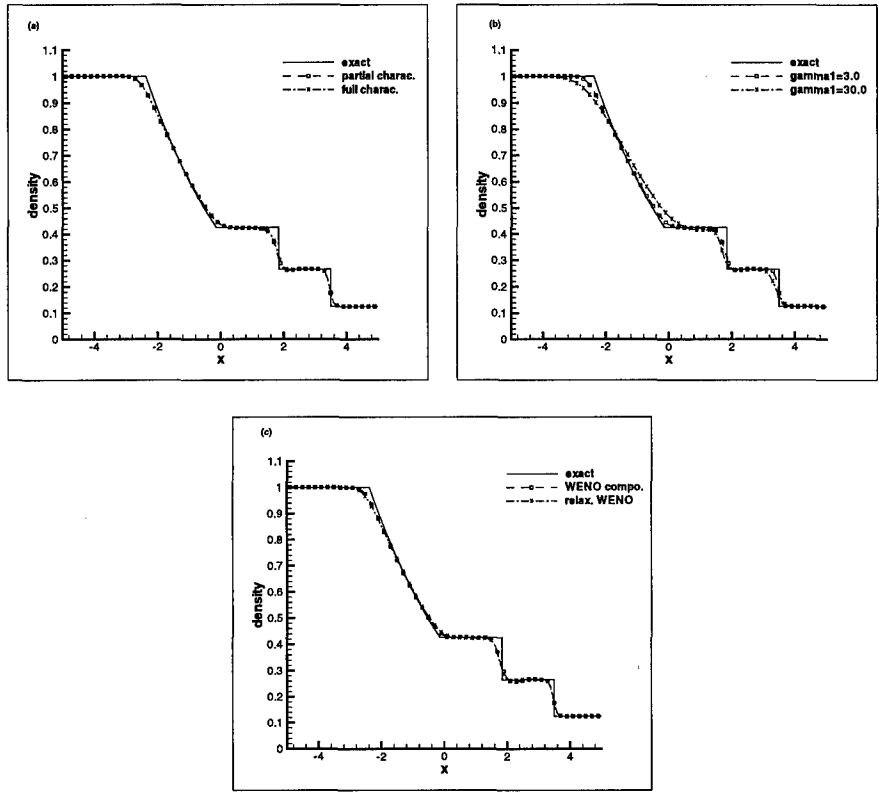 (a)
exact
partial charac.
full charac.
1.1
1
0.9
0.8
0.7
0.6
0.5
0.4
0.3
0.2
0.1
0
density
-4
-2
0
2
4
X
(b)
exact
gamma1=3.0
gamma1=30.0
1.1
1
0.9
0.8
0.7
0.6
0.5
0.4
0.3
0.2
0.1
0
density
-4
-2
0
2
4
X
(c)
exact
WENO compo.
relax. WENO
1.1
1
0.9
0.8
0.7
0.6
0.5
0.4
0.3
0.2
0.1
0
density
-4
-2
0
2
4
X